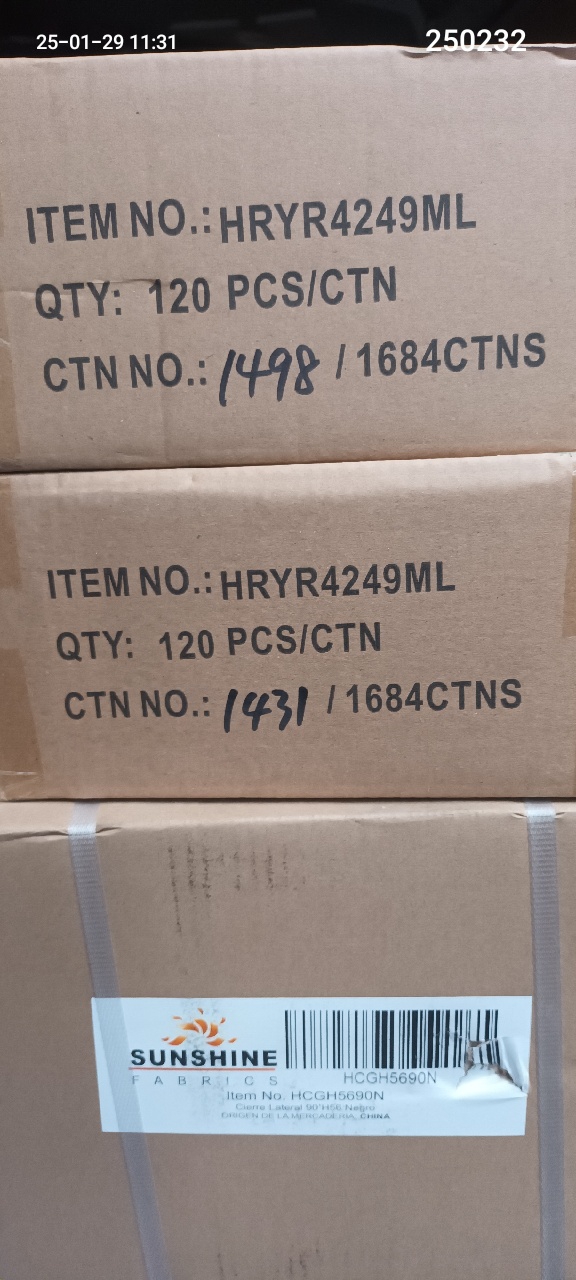 25-01-29 11:31
250232
ITEM NO.: HRYR4249ML
QTY: 120 PCS/CTN
CTN NO.: 1498 / 1684CTNS
ITEM NO.: HRYR4249ML
QTY: 120 PCS/CTN
CTN NO.: 1431 / 1684CTNS
SUNSHINE
FABRICS
HCGH5690N
Item No. HCGH5690N
Cierre Lateral 90°H56 Negro
ORIGEN DE LA MERCADERIA, CHINA